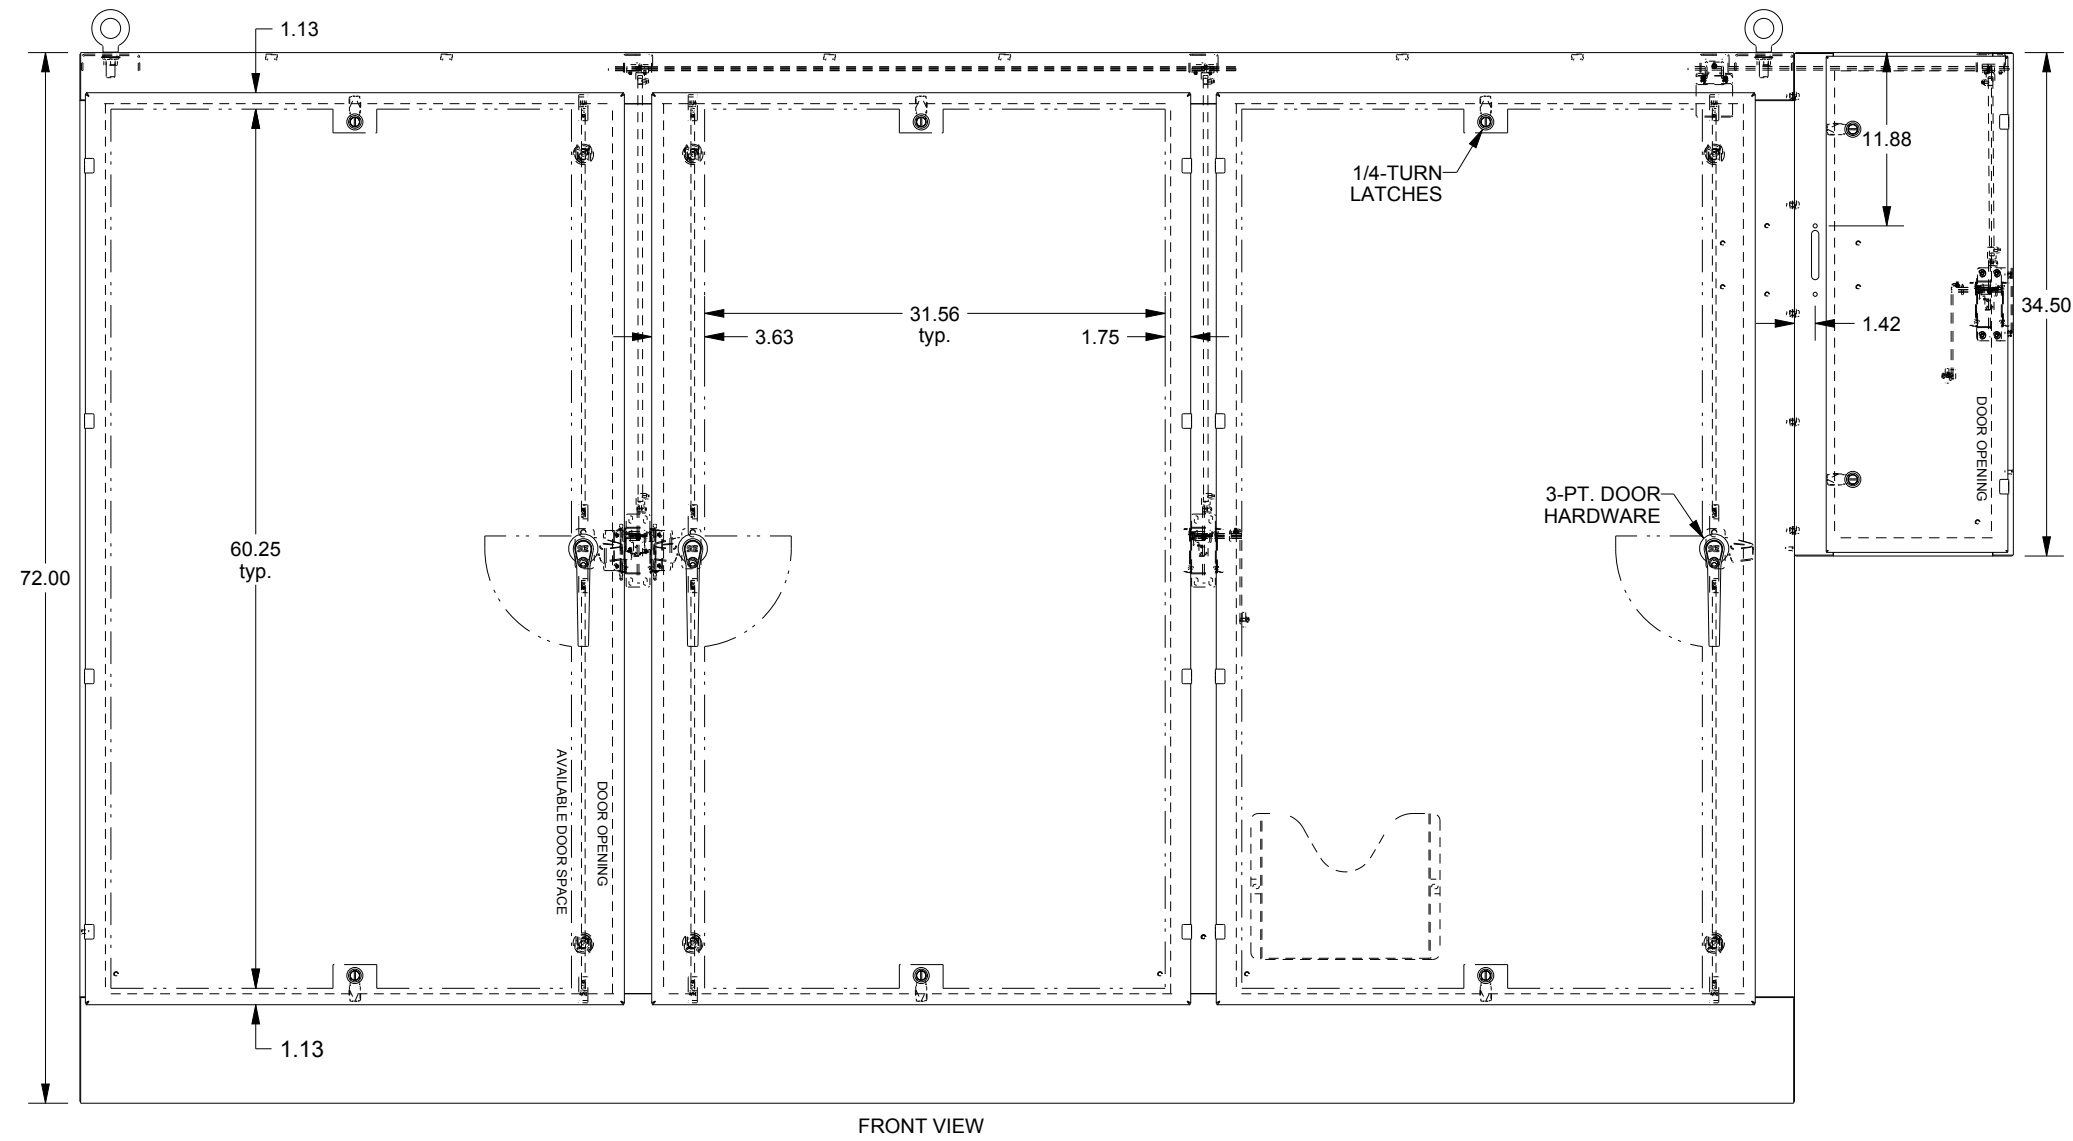 1.13
11.88
1/4-TURN
LATCHES
34.50
31.56
typ.
3.63
1.75
1.42
DOOR OPENING
3-PT. DOOR
HARDWARE
60.25
typ.
72.00
AVAILABLE DOOR SPACE
DOOR OPENING
1.13
FRONT VIEW